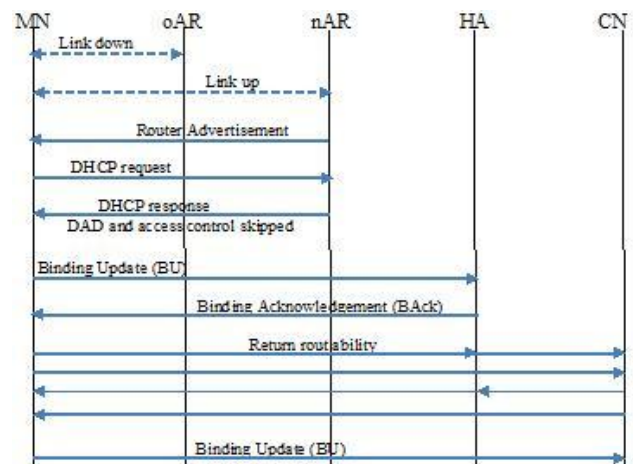 MN oAR nAR HA CN
Link down
Link up
Router Advertisement
DHCP request
DHCP response
DAD and access control skipped
Binding Update (BU)
Binding Acknowledgement (BAck)
Return routability
Binding Update (BU)